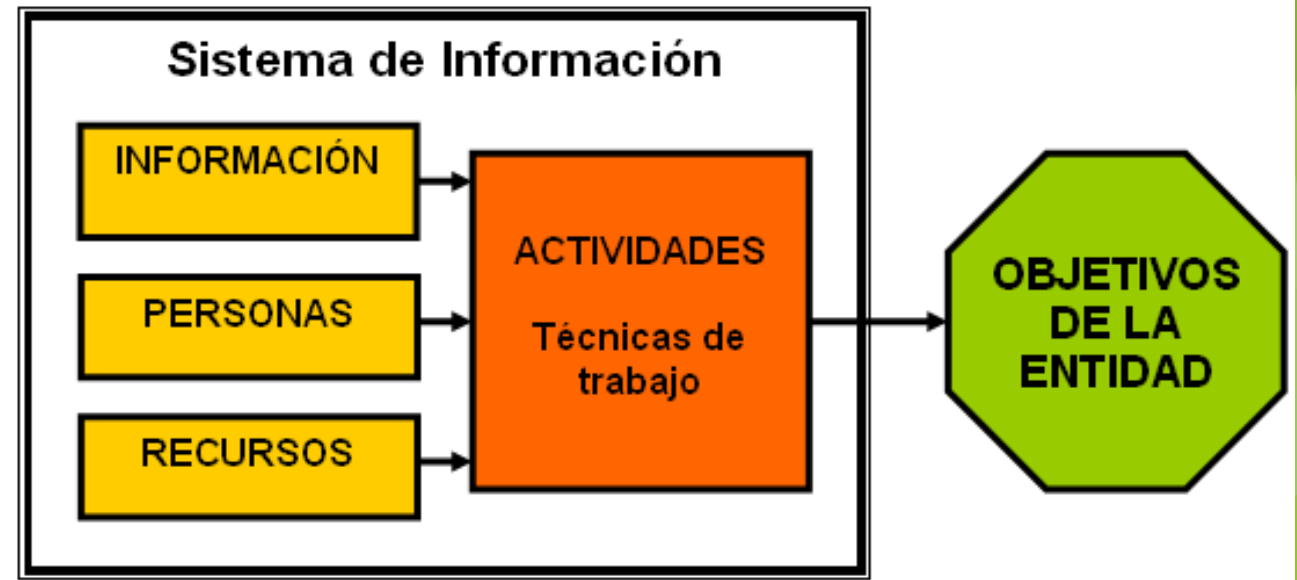 Sistema de Información
INFORMACIÓN
PERSONAS
RECURSOS
ACTIVIDADES
Técnicas de
trabajo
OBJETIVOS
DE LA
ENTIDAD